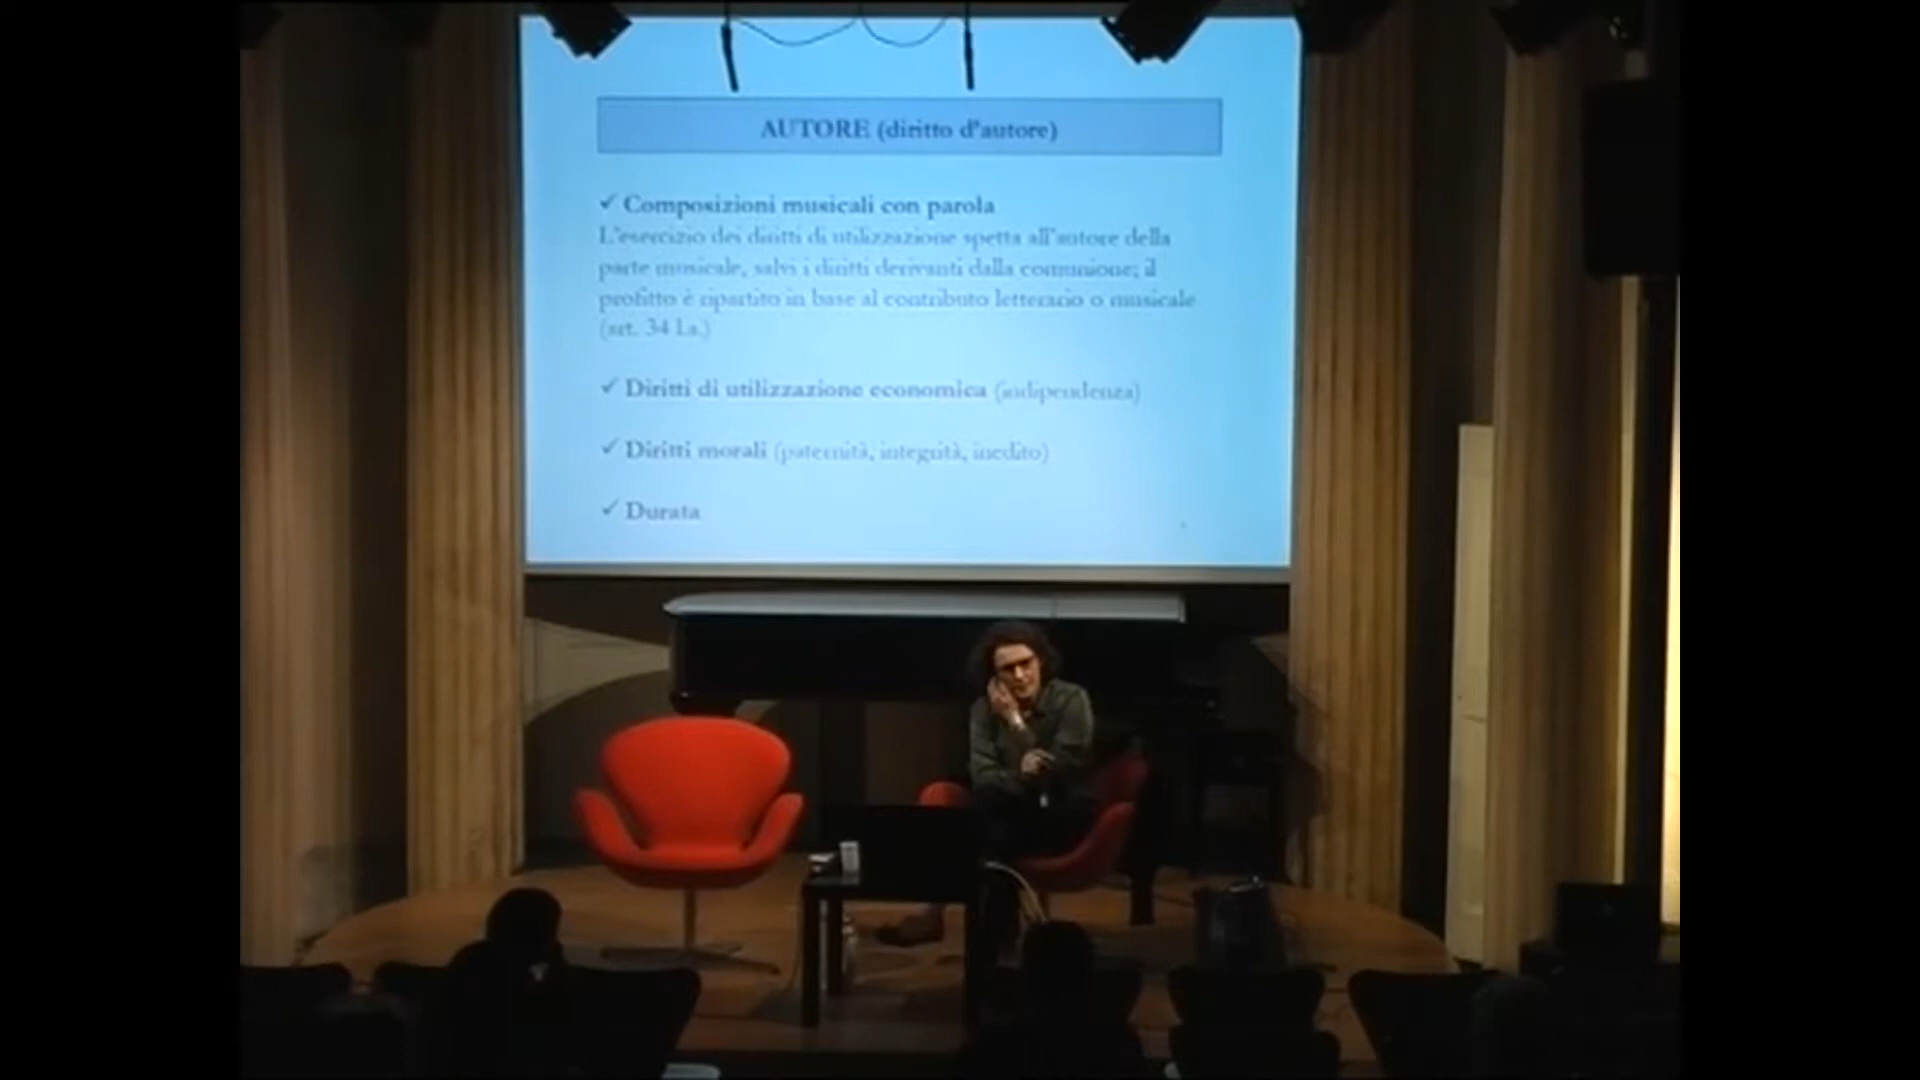 AUTORE (diritto d'autore)
✓ Composizioni musicali con parola
L'esercizio dei diritti di utilizzazione spetta all'autore della
parte musicale, salvi i diritti derivanti dalla comunione; il
profitto è ripartito in base al contributo letterario o musicale
(art. 34 l.a.)
✓ Diritti di utilizzazione economica (indipendenza)
✓ Diritti morali (paternità, integrità, inedito)
✓ Durata